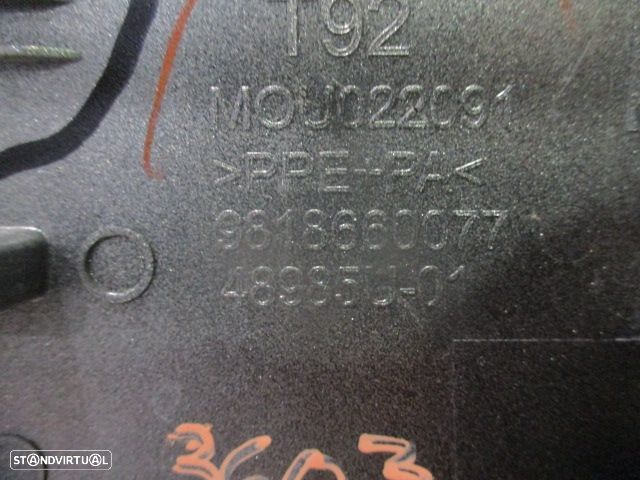 T92
MOU022091
>PPE+PA<
9818660077
48985U-01
3603
STANDVIRTUAL